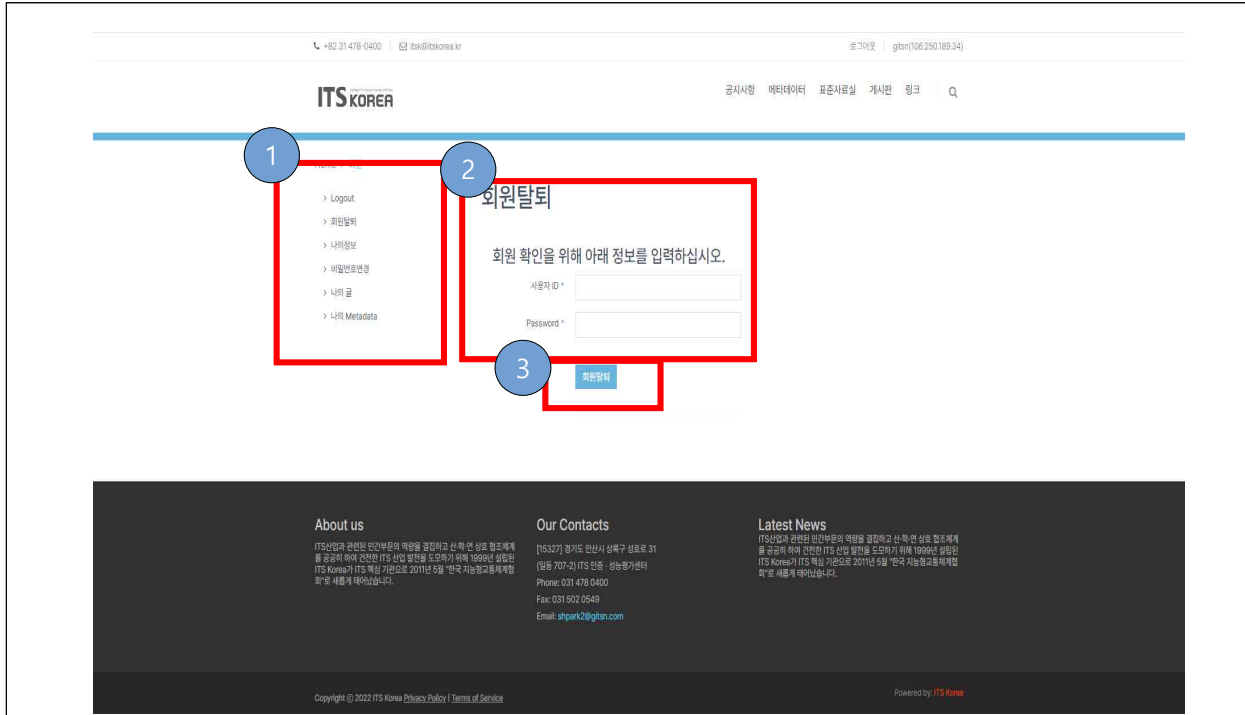 +82 31 478-0400
itsk@itskorea.kr
로그아웃
gitsn(106.250.189.34)
ITS KOREA
공지사항 메타데이터 표준자료실 게시판 링크
1
2
> Logout
> 회원탈퇴
> 나의정보
> 비밀번호변경
> 나의 글
> 나의 Metadata
회원탈퇴
회원 확인을 위해 아래 정보를 입력하십시오.
사용자 ID *
Password *
3
회원탈퇴
About us
ITS산업과 관련된 민간부문의 역량을 결집하고 산·학·연 상호 협조체계
를 공공히 하여 건전한 ITS 산업 발전을 도모하기 위해 1999년 설립된
ITS Korea가 ITS 핵심 기관으로 2011년 5월 "한국 지능형교통체계협
회"로 새롭게 태어났습니다.
Our Contacts
[15327] 경기도 안산시 상록구 성호로 31
(일동 707-2) ITS 인증 · 성능평가센터
Phone: 031 478 0400
Fax: 031 502 0549
Email: shpark2@gitsn.com
Latest News
ITS산업과 관련된 민간부문의 역량을 결집하고 산·학·연 상호 협조체계
를 공공히 하여 건전한 ITS 산업 발전을 도모하기 위해 1999년 설립된
ITS Korea가 ITS 핵심 기관으로 2011년 5월 "한국 지능형교통체계협
회"로 새롭게 태어났습니다.
Copyright © 2022 ITS Korea Privacy Policy | Terms of Service
Powered by: ITS Korea